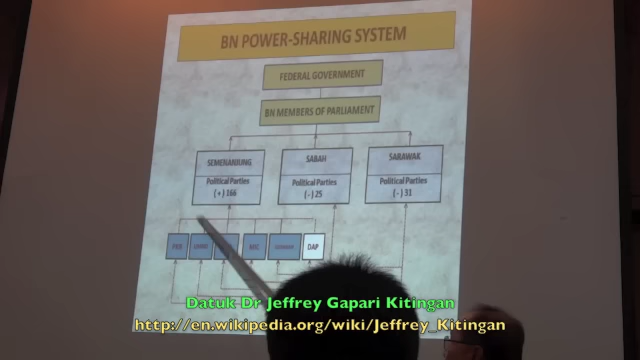 BN POWER-SHARING SYSTEM
FEDERAL GOVERNMENT
BN MEMBERS OF PARLIAMENT
SEMENANJUNG
Political Parties
(+) 166
SABAH
Political Parties
(-) 25
SARAWAK
Political Parties
(-) 31
DAP
Datuk Dr Jeffrey Gapari Kitingan
http://en.wikipedia.org/wiki/Jeffrey_Kitingan